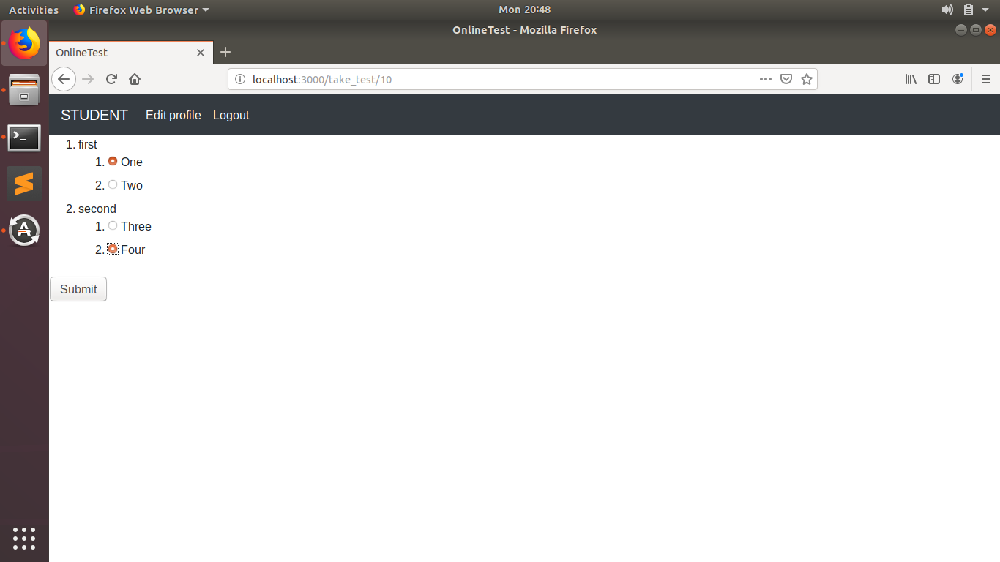 Activities Firefox Web Browser Mon 20:48
OnlineTest - Mozilla Firefox
OnlineTest
localhost:3000/take_test/10
STUDENT Edit profile Logout
1. first
1. One
2. Two
2. second
1. Three
2. Four
Submit